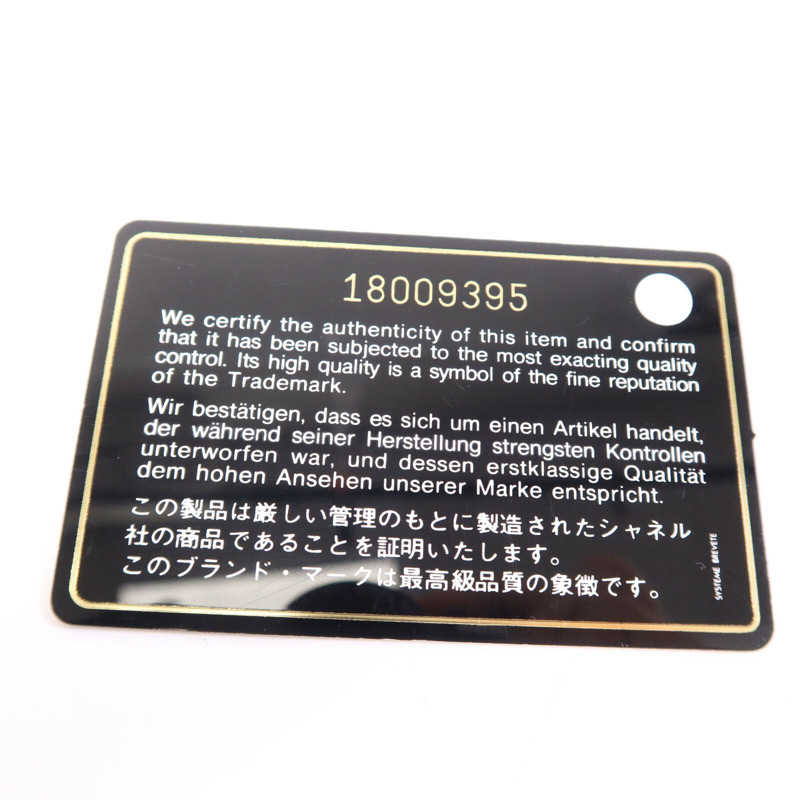 18009395
We certify the authenticity of this item and confirm
that it has been subjected to the most exacting quality
control. Its high quality is a symbol of the fine reputation
of the Trademark.
Wir bestätigen, dass es sich um einen Artikel handelt,
der während seiner Herstellung strengsten Kontrollen
unterworfen war, und dessen erstklassige Qualität
dem hohen Ansehen unserer Marke entspricht.
この製品は厳しい管理のもとに製造されたシャネル
社の商品であることを証明いたします。
このブランド・マークは最高級品質の象徴です。
SYSTEME BREVETE